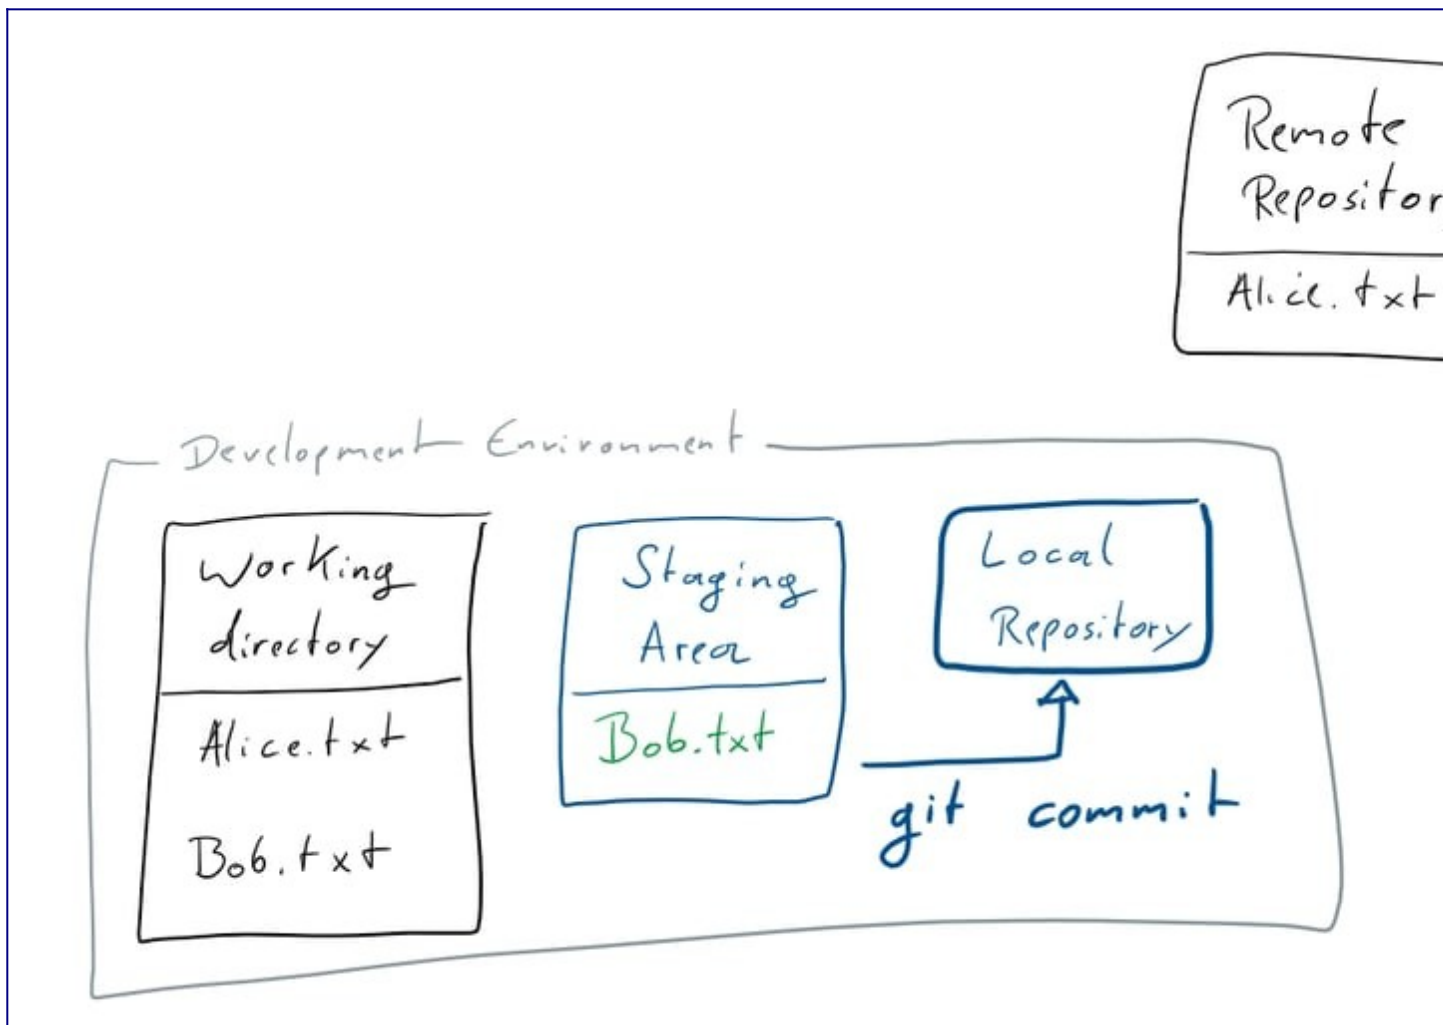 Remote
Repositor
Alice.txt
Development Environment
Working
directory
Alice.txt
Bob.txt
Staging
Area
Bob.txt
Local
Repository
git commit